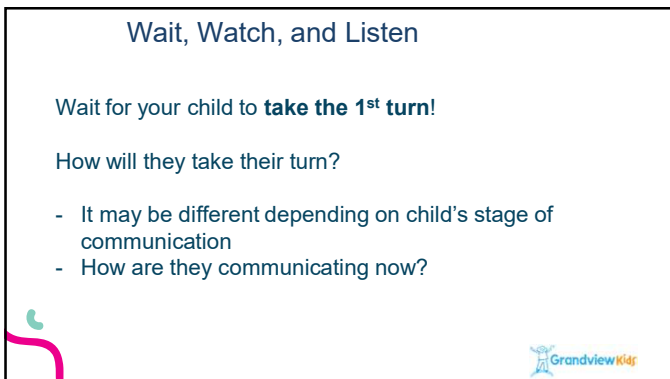 Wait, Watch, and Listen
Wait for your child to take the 1st turn!
How will they take their turn?
- It may be different depending on child's stage of
communication
- How are they communicating now?
GrandviewKids